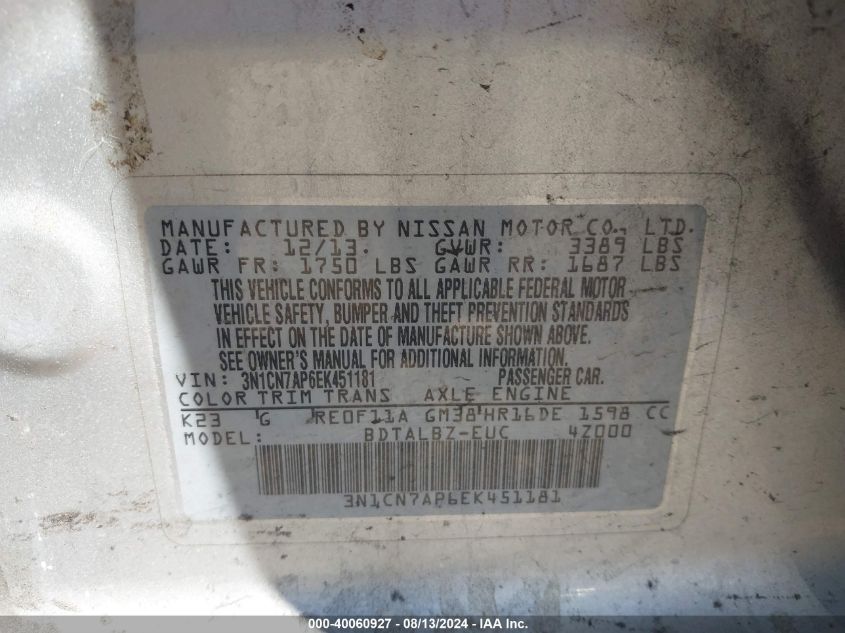 MANUFACTURED BY NISSAN MOTOR CO., LTD.
DATE: 12/13. GVWR: 3389 LBS
GAWR FR: 1750 LBS GAWR RR: 1687 LBS
THIS VEHICLE CONFORMS TO ALL APPLICABLE FEDERAL MOTOR
VEHICLE SAFETY, BUMPER AND THEFT PREVENTION STANDARDS
IN EFFECT ON THE DATE OF MANUFACTURE SHOWN ABOVE.
SEE OWNER'S MANUAL FOR ADDITIONAL INFORMATION.
VIN: 3N1CN7AP6EK451181 PASSENGER CAR.
COLOR TRIM TRANS AXLE ENGINE
K23 G RE0F11A GM38 HR16DE 1598 CC
MODEL: BDTALBZ-EUC 4Z000
3N1CN7AP6EK451181
000-40060927 - 08/13/2024 - IAA Inc.